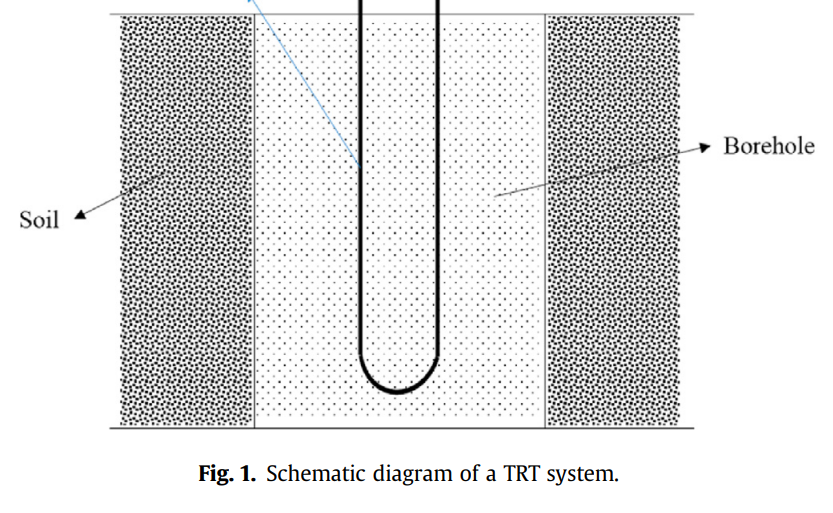 Borehole
Soil
Fig. 1. Schematic diagram of a TRT system.